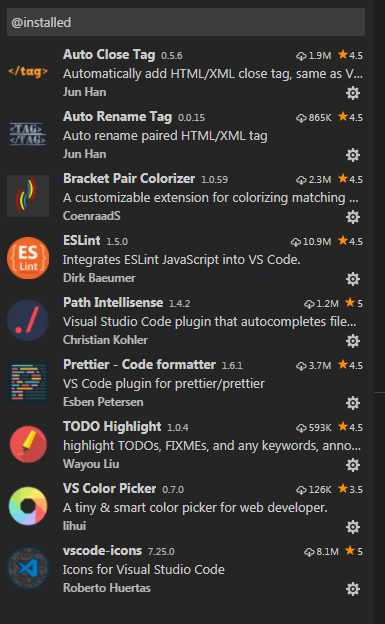 @installed
Auto Close Tag 0.5.6 1.9M 4.5
</tag> Automatically add HTML/XML close tag, same as V...
Jun Han
Auto Rename Tag 0.0.15 865K 4.5
<TAG>
</TAG> Auto rename paired HTML/XML tag
Jun Han
Bracket Pair Colorizer 1.0.59 2.3M 4.5
A customizable extension for colorizing matching ...
CoenraadS
ESLint 1.5.0 10.9M 4.5
ES
Lint Integrates ESLint JavaScript into VS Code.
Dirk Baeumer
Path Intellisense 1.4.2 1.2M 5
./ Visual Studio Code plugin that autocompletes file...
Christian Kohler
Prettier - Code formatter 1.6.1 3.7M 4.5
VS Code plugin for prettier/prettier
Esben Petersen
TODO Highlight 1.0.4 593K 4.5
highlight TODOs, FIXMEs, and any keywords, anno...
Wayou Liu
VS Color Picker 0.7.0 126K 3.5
A tiny & smart color picker for web developer.
lihui
vscode-icons 7.25.0 8.1M 5
Icons for Visual Studio Code
Roberto Huertas